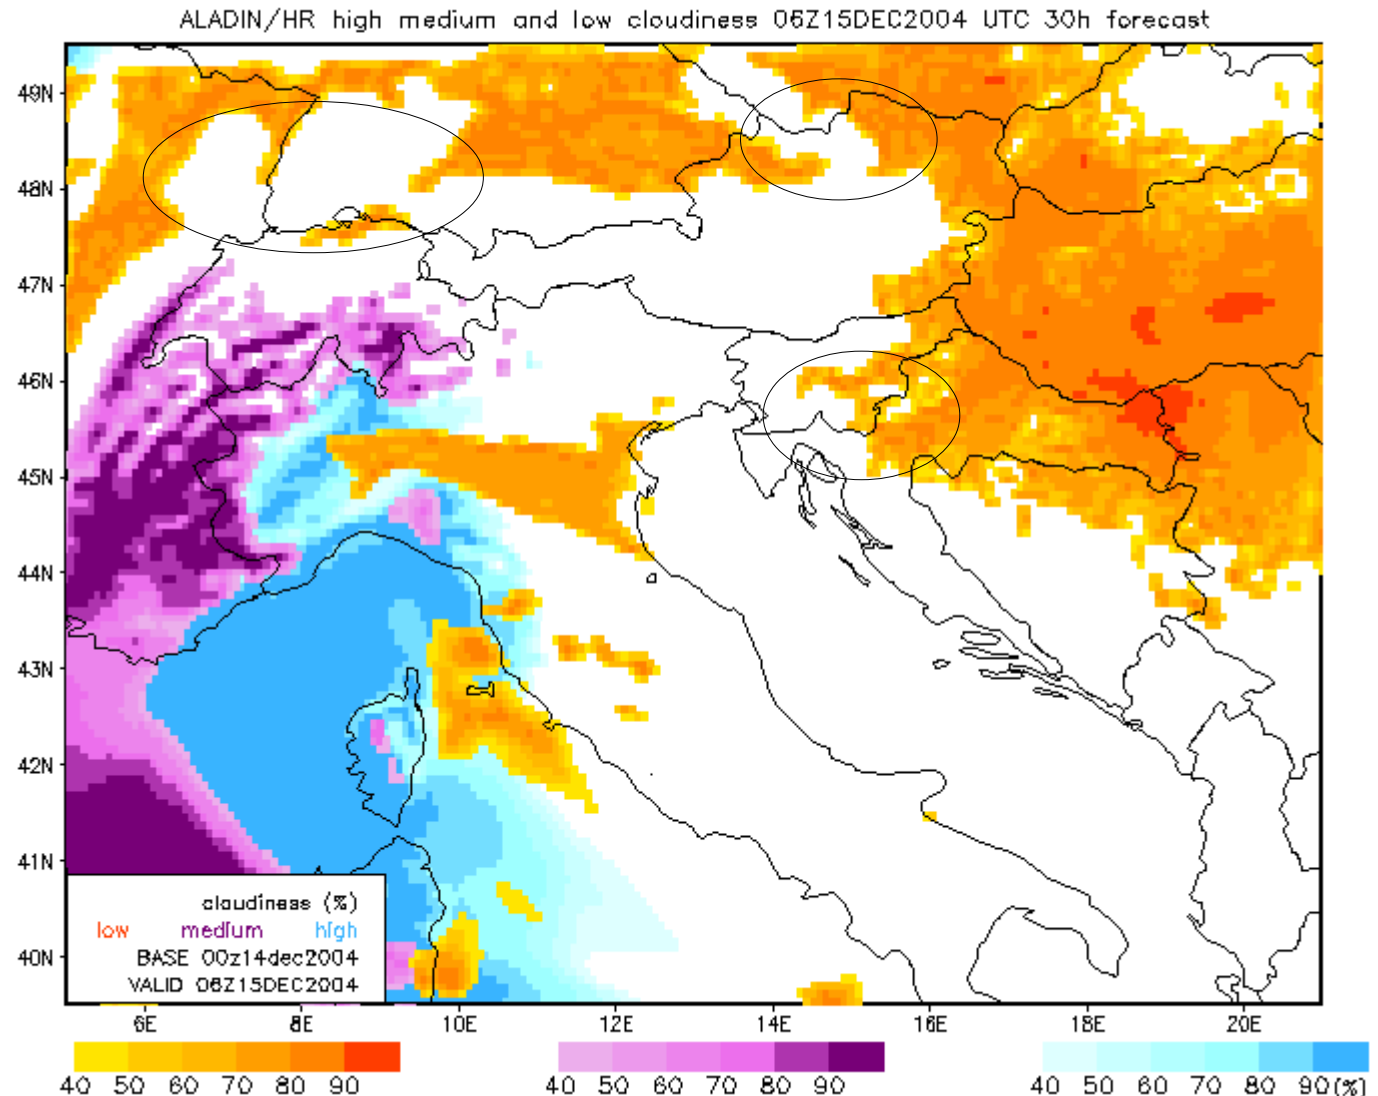 ALADIN/HR high medium and low cloudiness 06Z15DEC2004 UTC 30h forecast
49N
48N
47N
46N
45N
44N
43N
42N
41N
40N
cloudiness (%)
low medium high
BASE 00z14dec2004
VALID 06Z15DEC2004
6E 8E 10E 12E 14E 16E 18E 20E
40 50 60 70 80 90 40 50 60 70 80 90 40 50 60 70 80 90(%)